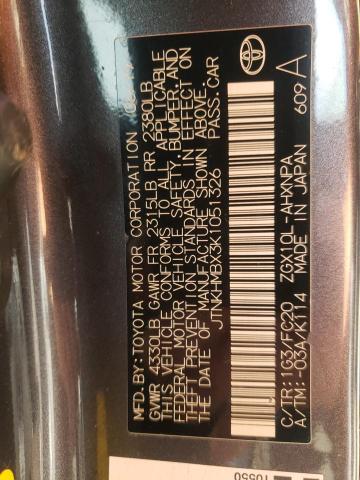 MFD. BY: TOYOTA MOTOR CORPORATION
GVWR 4330LB GAWR FR 2315LB RR 2380LB
THIS VEHICLE CONFORMS TO ALL APPLICABLE
FEDERAL MOTOR VEHICLE SAFETY, BUMPER, AND
THEFT PREVENTION STANDARDS IN EFFECT ON
THE DATE OF MANUFACTURE SHOWN ABOVE.
JTNKHMBX3K1051326 PASS. CAR
C/TR: 1G3/FC20 ZGX10L-AHXNPA
A/TM: -03A/K114 MADE IN JAPAN 609 A
10550